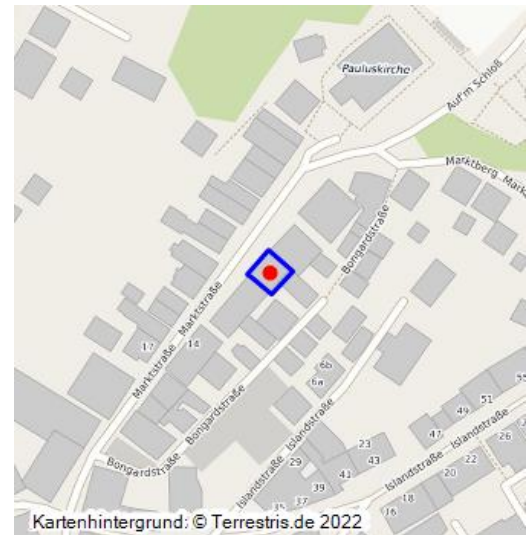 Pauluskirche
Auf'm Schloß
Marktberg
Bongardstraße
Marktstraße
Marktstraße
17
14
6b
6a
Bongardstraße
Bongardstraße
Islandstraße
Islandstraße
Islandstraße
Islandstraße
55
51
49
47
23
43
41
29
39
37
35
26
22
20
18
16
Kartenhintergrund: © Terrestris.de 2022